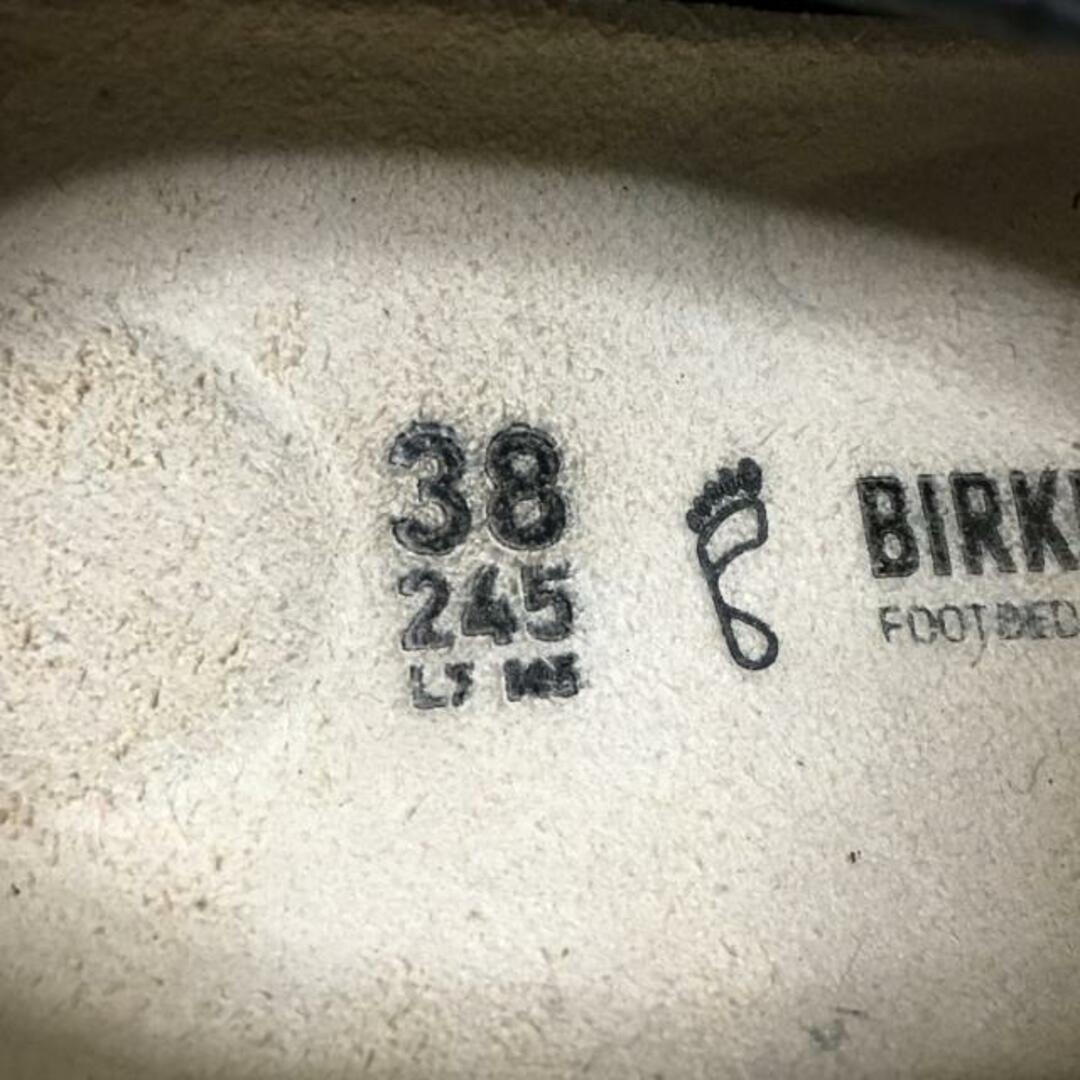 38
245
L7 M5
BIRK
FOOTBED